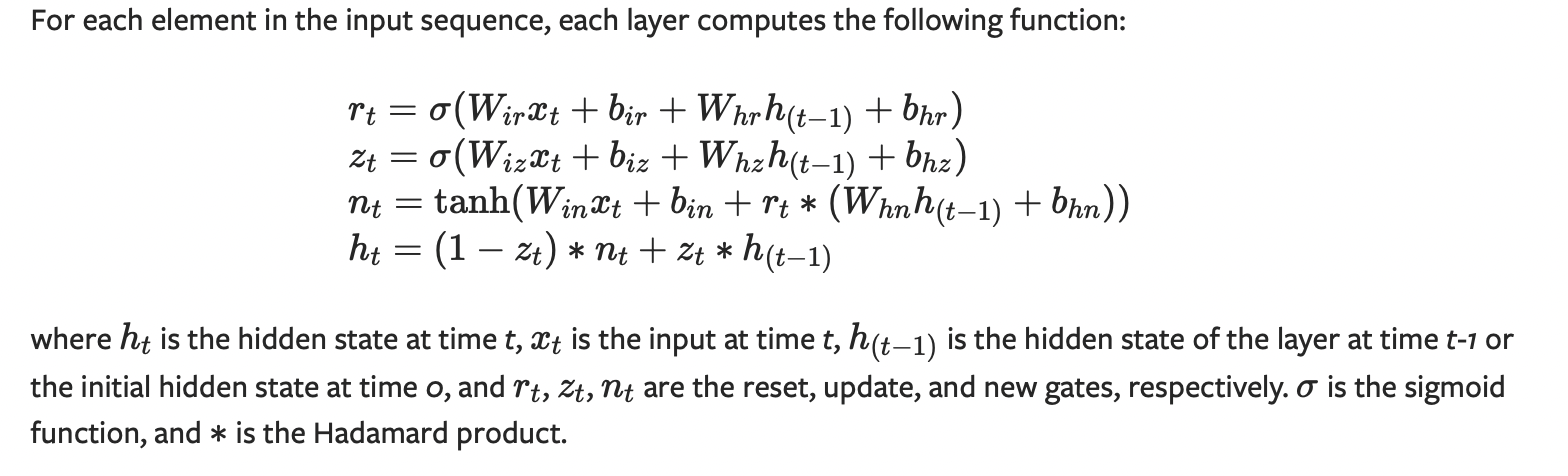 For each element in the input sequence, each layer computes the following function:
r_t = σ(W_{ir}x_t + b_{ir} + W_{hr}h_{(t−1)} + b_{hr})
z_t = σ(W_{iz}x_t + b_{iz} + W_{hz}h_{(t−1)} + b_{hz})
n_t = tanh(W_{in}x_t + b_{in} + r_t * (W_{hn}h_{(t−1)} + b_{hn}))
h_t = (1 − z_t) * n_t + z_t * h_{(t−1)}
where h_t is the hidden state at time t, x_t is the input at time t, h_{(t−1)} is the hidden state of the layer at time t-1 or
the initial hidden state at time 0, and r_t, z_t, n_t are the reset, update, and new gates, respectively. σ is the sigmoid
function, and * is the Hadamard product.